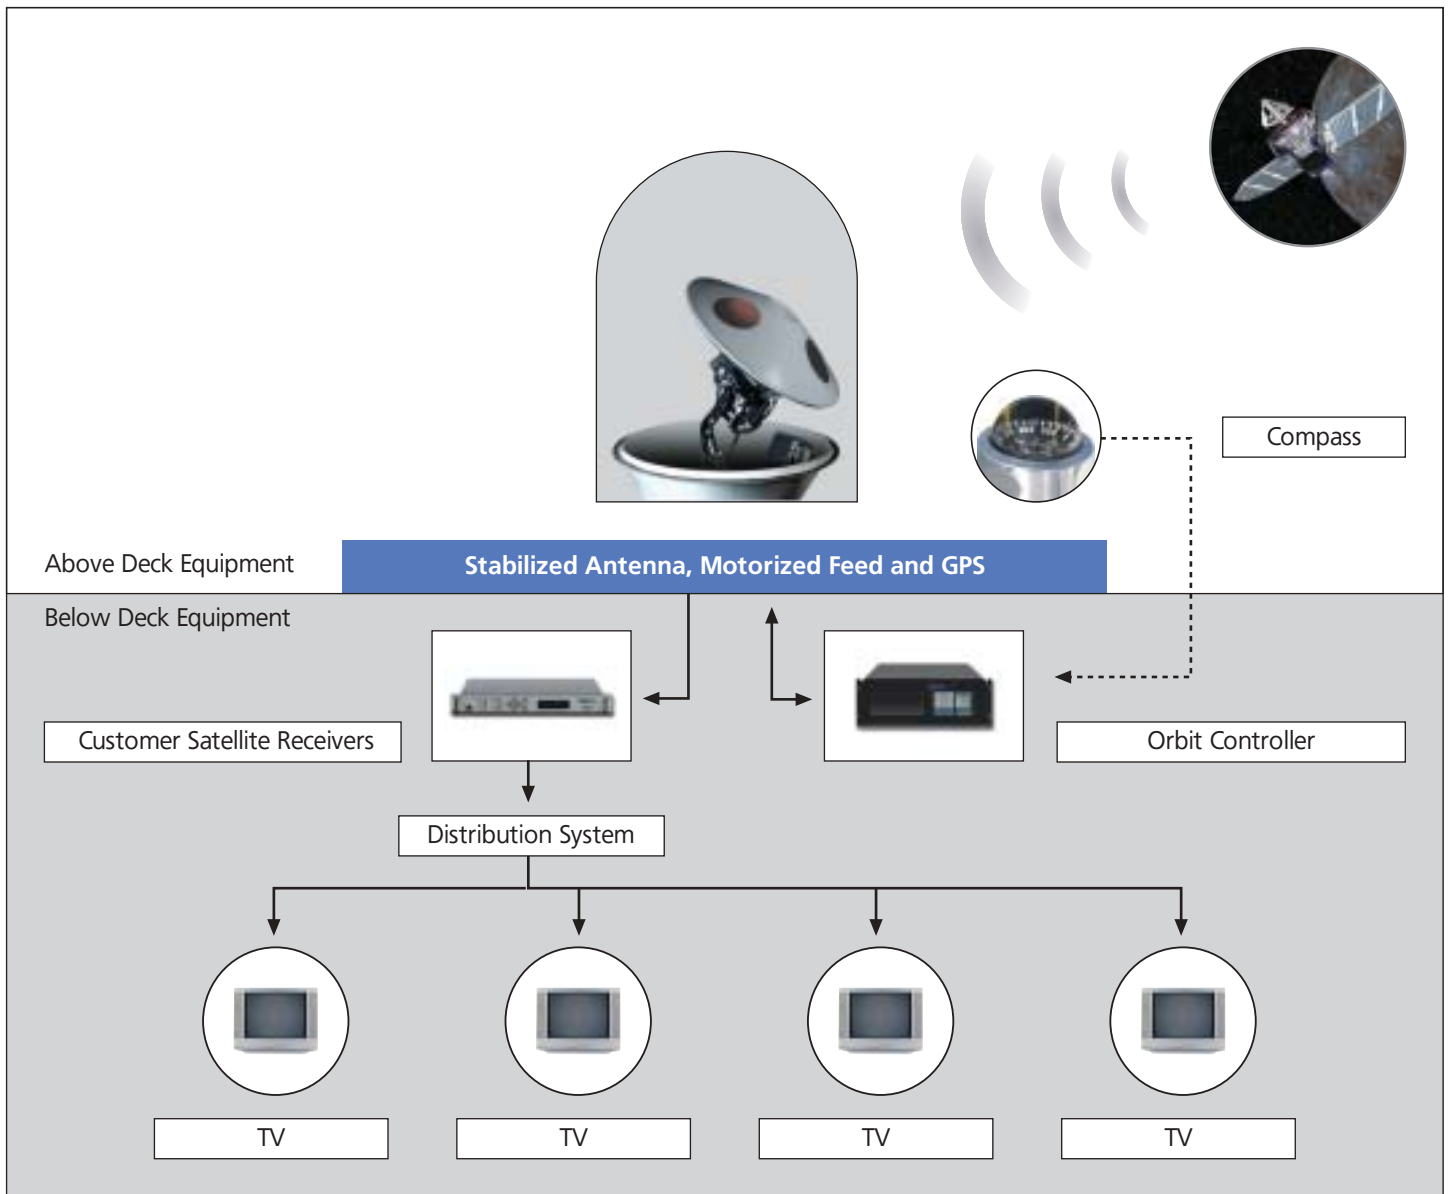 Compass
Above Deck Equipment
Stabilized Antenna, Motorized Feed and GPS
Below Deck Equipment
Customer Satellite Receivers
Orbit Controller
Distribution System
TV
TV
TV
TV